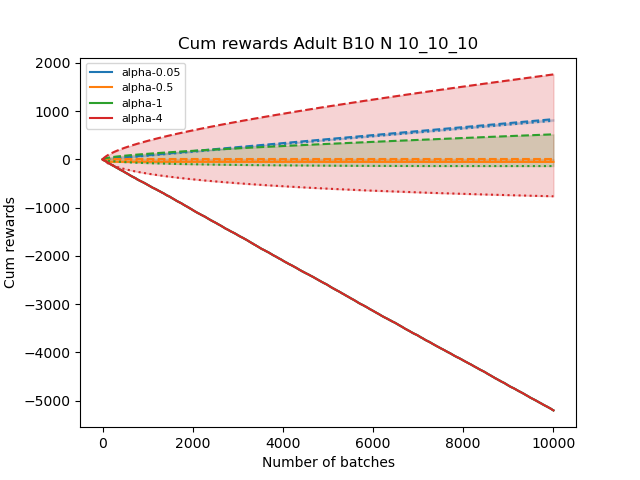 Cum rewards Adult B10 N 10_10_10
2000
1000
0
−1000
−2000
−3000
−4000
−5000
Cum rewards
alpha-0.05
alpha-0.5
alpha-1
alpha-4
0 2000 4000 6000 8000 10000
Number of batches